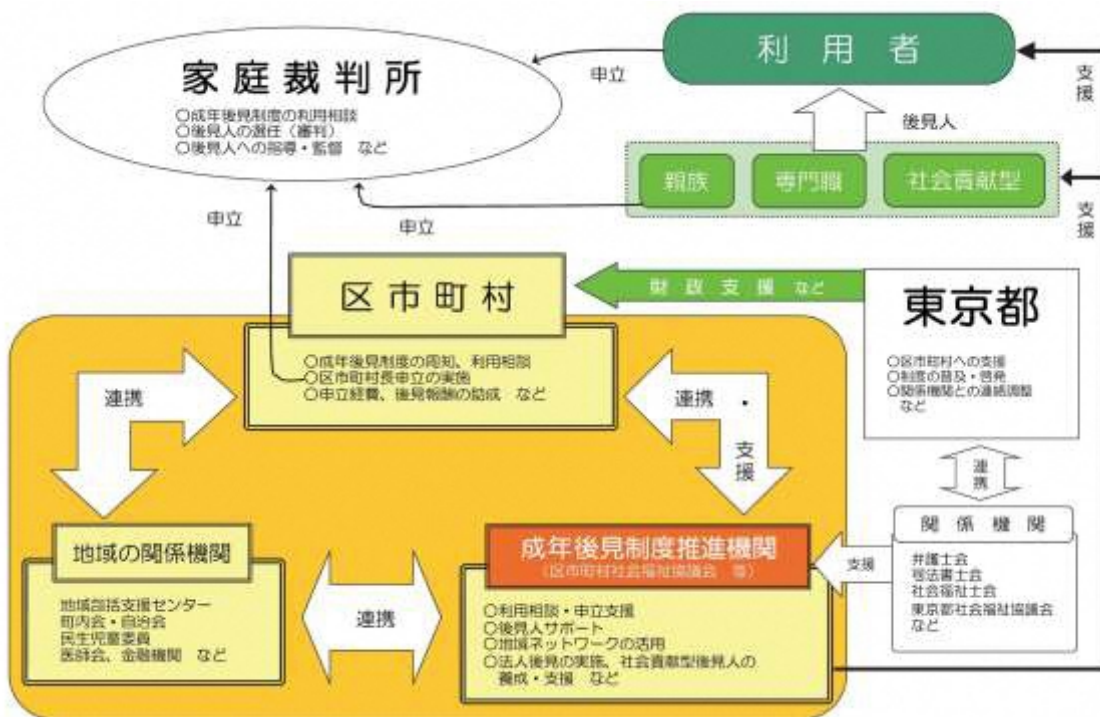 家庭裁判所
○成年後見制度の利用相談
○後見人の選任(審判)
○後見人への指導・監督 など
申立
利用者
支援
後見人
親族
専門職
社会貢献型
支援
申立
申立
区市町村
○成年後見制度の周知、利用相談
○区市町村長申立の実施
○申立経費、後見報酬の助成 など
財政支援 など
東京都
○区市町村への支援
○制度の普及・啓発
○関係機関との連絡調整
など
連携
連携・支援
連携
関係機関
弁護士会
司法書士会
社会福祉士会
東京都社会福祉協議会
など
支援
地域の関係機関
地域包括支援センター
町内会・自治会
民生児童委員
医師会、金融機関 など
連携
成年後見制度推進機関
(区市町村社会福祉協議会 等)
○利用相談・申立支援
○後見人サポート
○地域ネットワークの活用
○法人後見の実施、社会貢献型後見人の
養成・支援 など